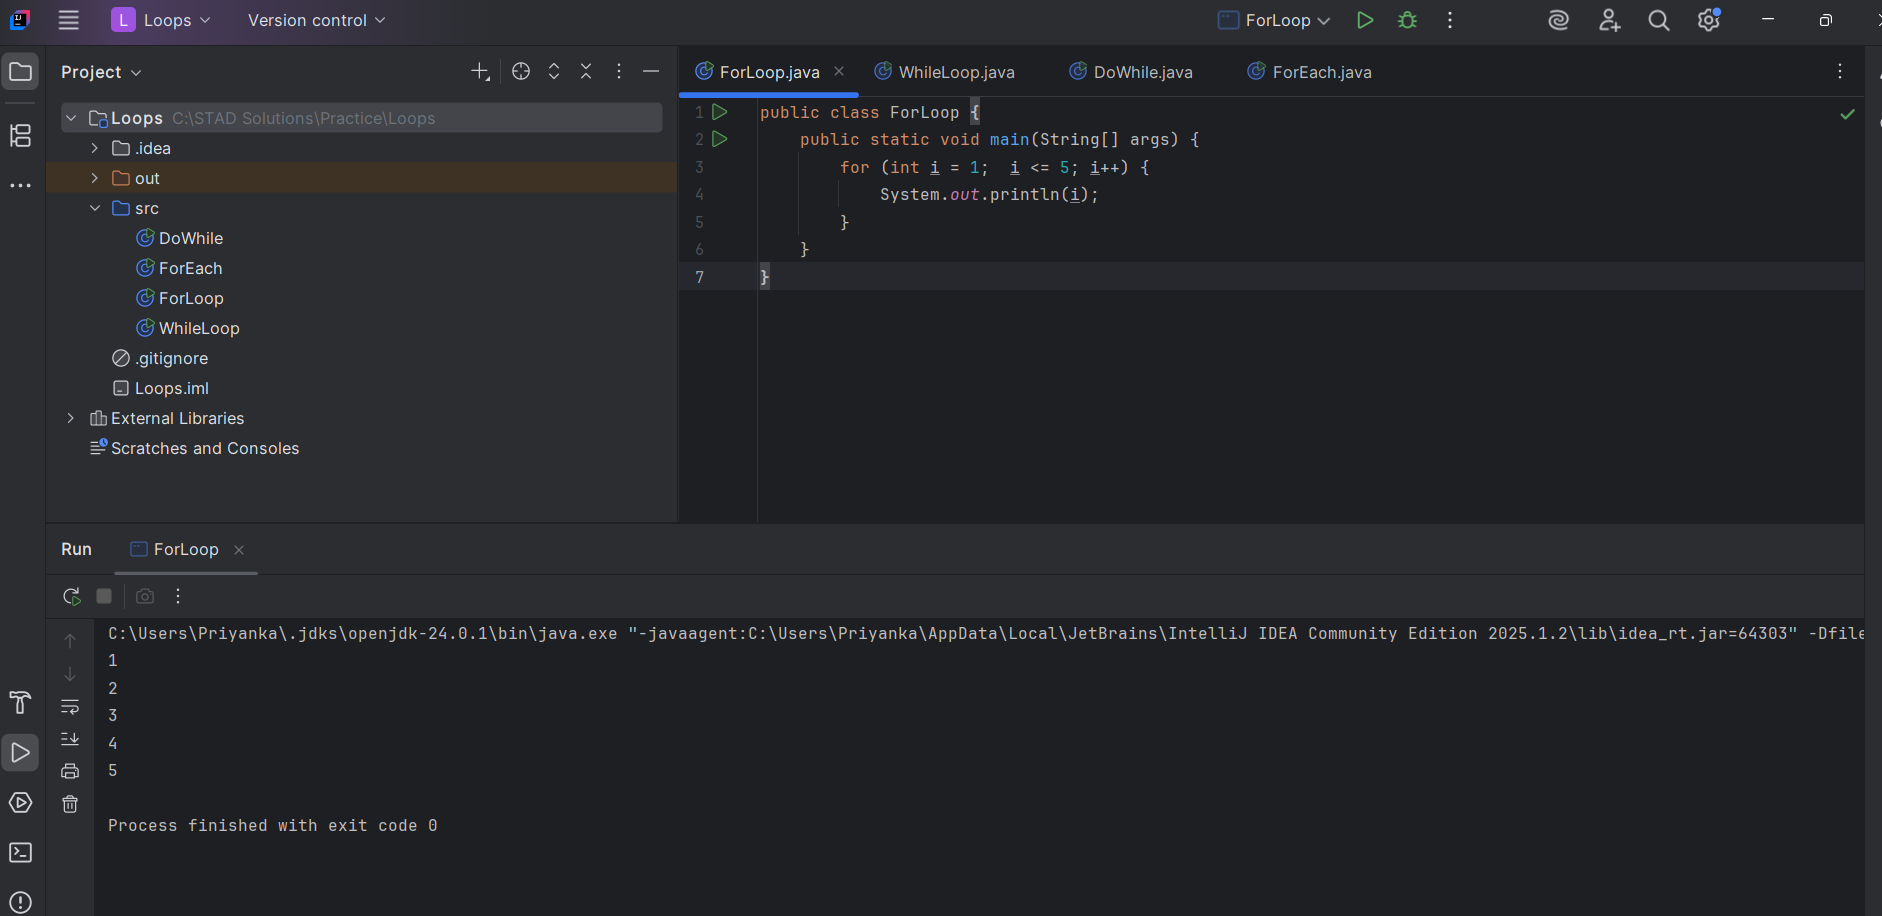 L Loops Version control ForLoop
Project
Loops C:\STAD Solutions\Practice\Loops
.idea
out
src
DoWhile
ForEach
ForLoop
WhileLoop
.gitignore
Loops.iml
External Libraries
Scratches and Consoles
ForLoop.java WhileLoop.java DoWhile.java ForEach.java
1 public class ForLoop {
2 public static void main(String[] args) {
3 for (int i = 1;  i <= 5; i++) {
4 System.out.println(i);
5 }
6 }
7 }
Run ForLoop
C:\Users\Priyanka\.jdks\openjdk-24.0.1\bin\java.exe "-javaagent:C:\Users\Priyanka\AppData\Local\JetBrains\IntelliJ IDEA Community Edition 2025.1.2\lib\idea_rt.jar=64303" -Dfile
1
2
3
4
5
Process finished with exit code 0